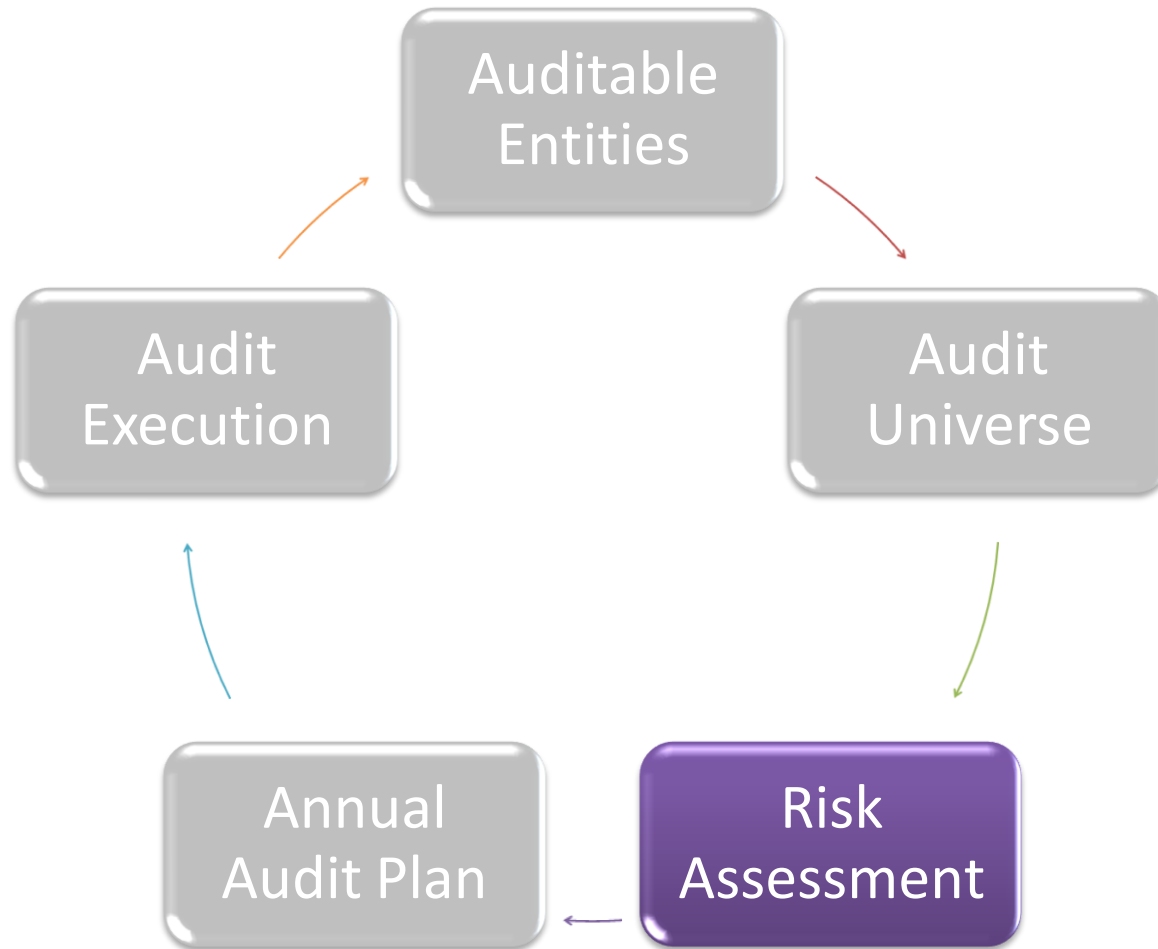 Auditable
Entities
Audit
Universe
Risk
Assessment
Annual
Audit Plan
Audit
Execution